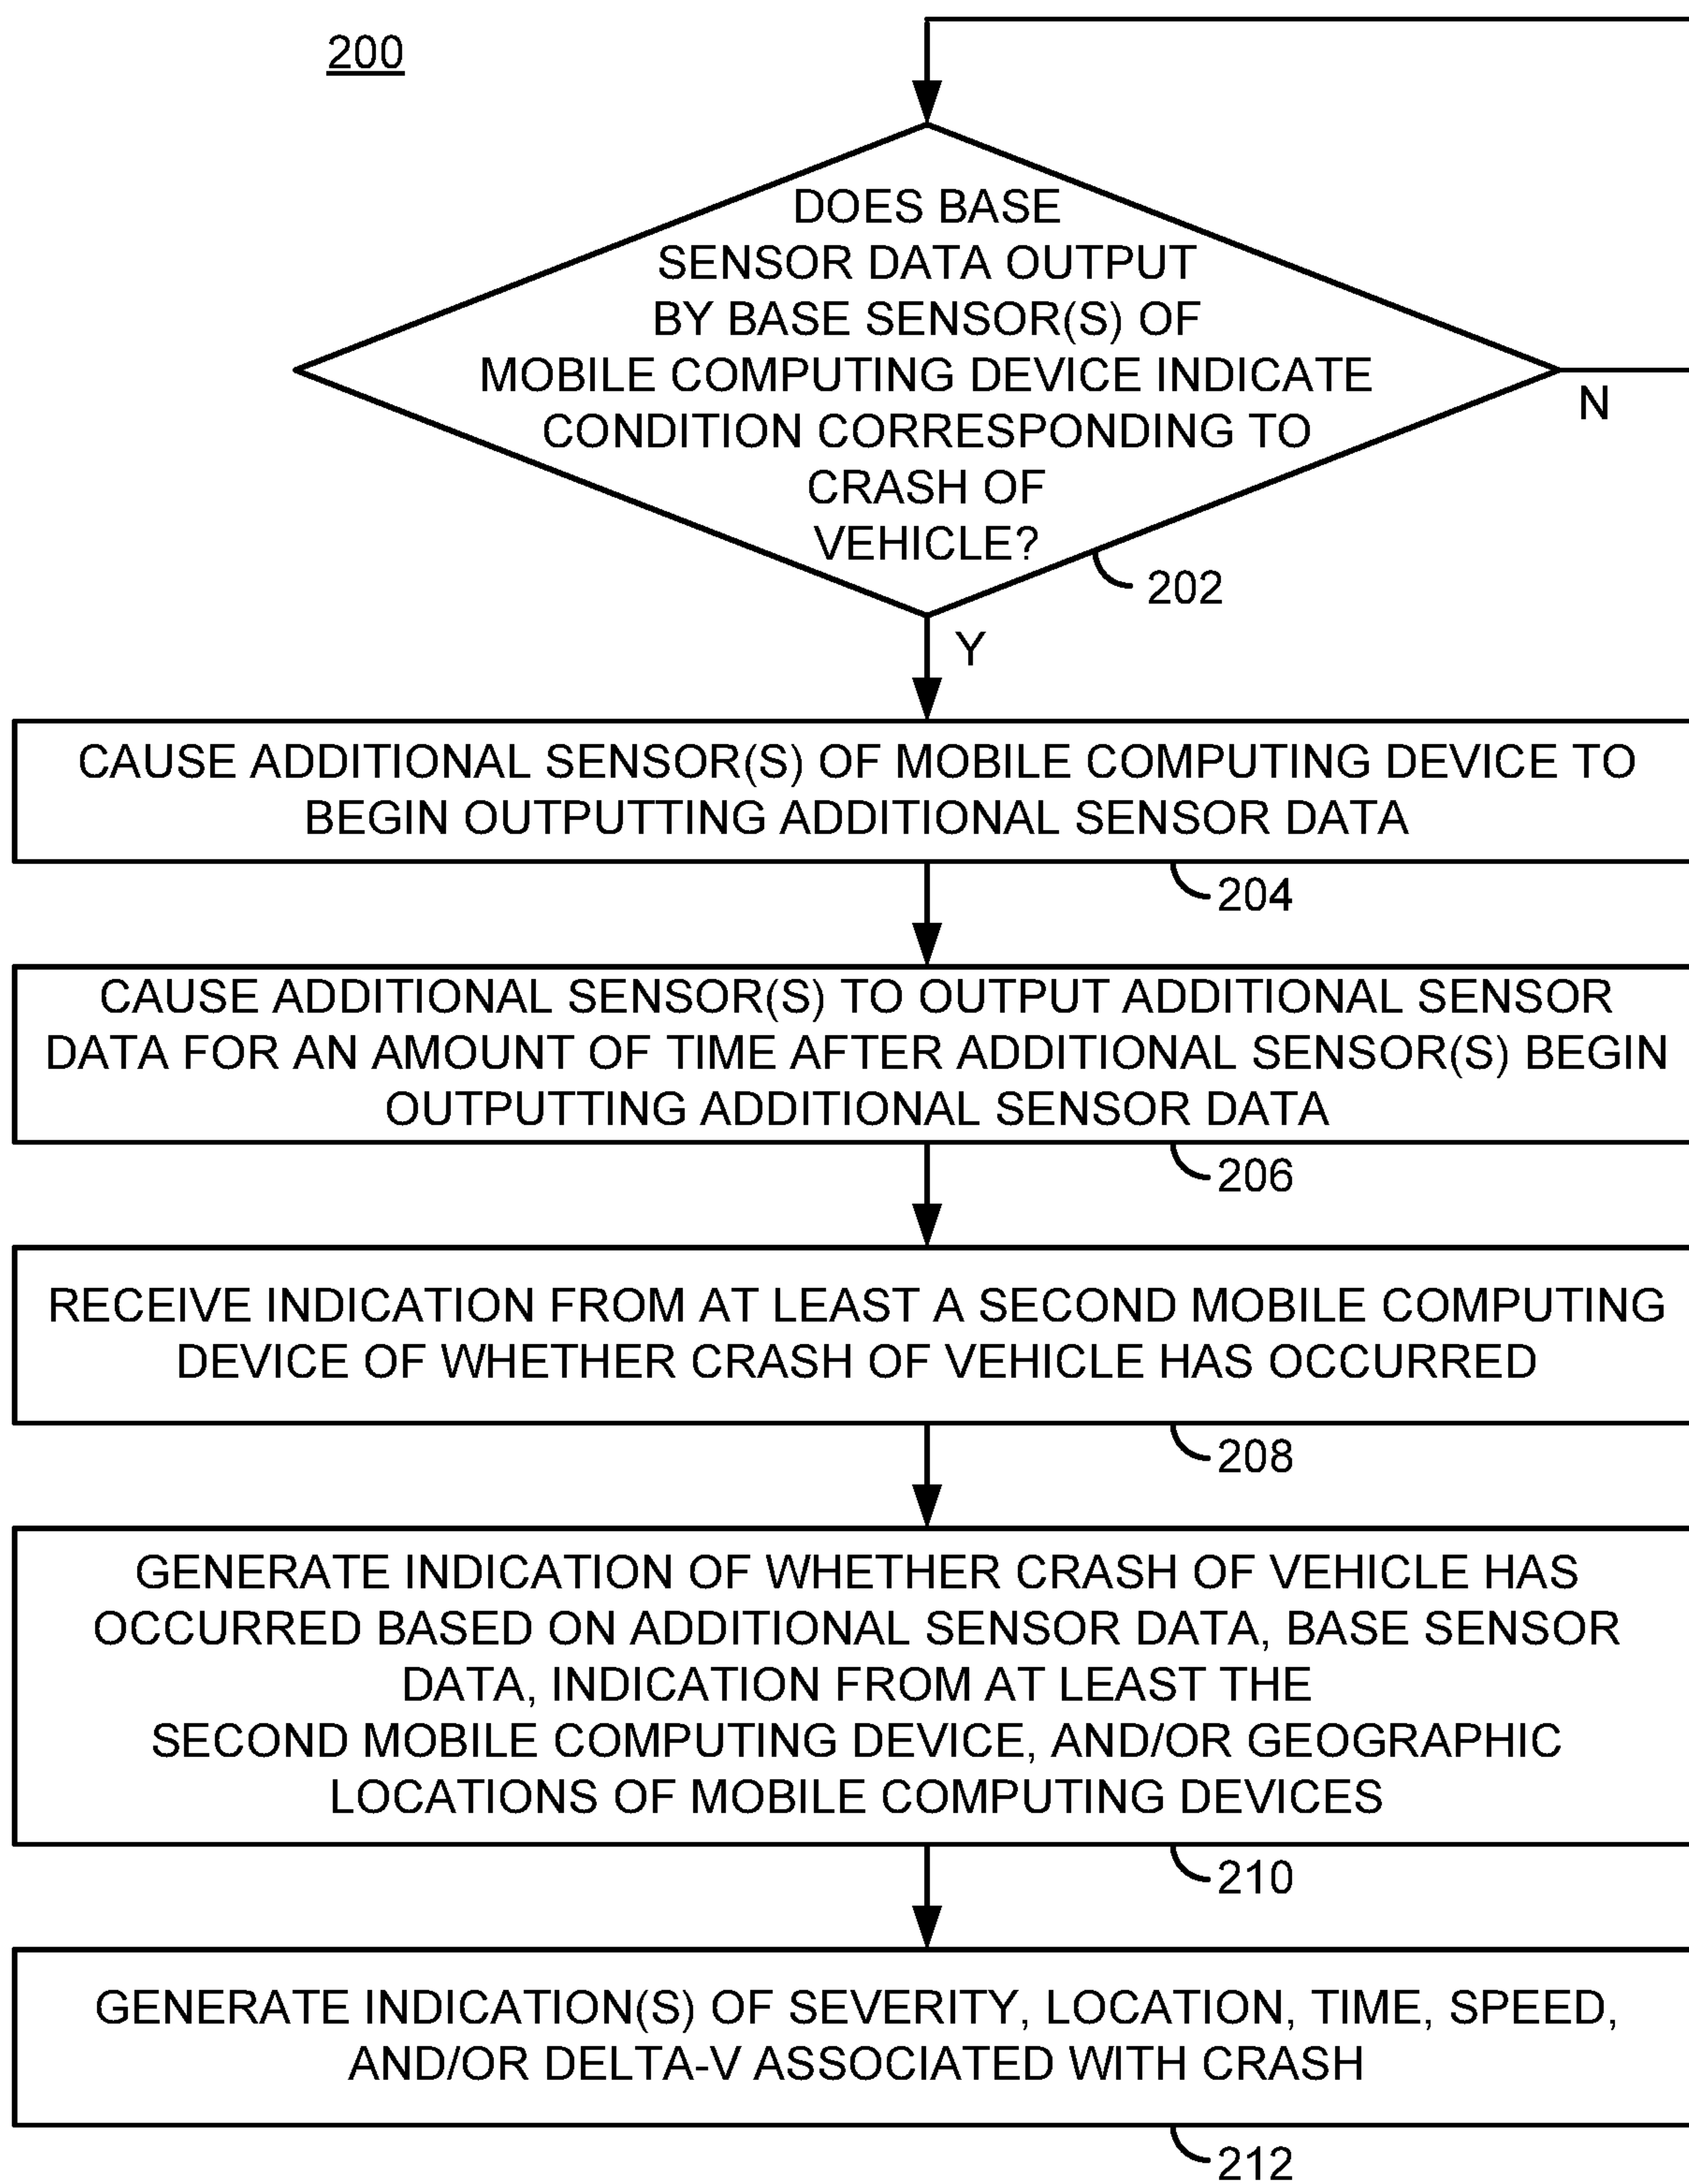 200
DOES BASE
SENSOR DATA OUTPUT
BY BASE SENSOR(S) OF
MOBILE COMPUTING DEVICE INDICATE
CONDITION CORRESPONDING TO
CRASH OF
VEHICLE?
N
202
Y
CAUSE ADDITIONAL SENSOR(S) OF MOBILE COMPUTING DEVICE TO
BEGIN OUTPUTTING ADDITIONAL SENSOR DATA
204
CAUSE ADDITIONAL SENSOR(S) TO OUTPUT ADDITIONAL SENSOR
DATA FOR AN AMOUNT OF TIME AFTER ADDITIONAL SENSOR(S) BEGIN
OUTPUTTING ADDITIONAL SENSOR DATA
206
RECEIVE INDICATION FROM AT LEAST A SECOND MOBILE COMPUTING
DEVICE OF WHETHER CRASH OF VEHICLE HAS OCCURRED
208
GENERATE INDICATION OF WHETHER CRASH OF VEHICLE HAS
OCCURRED BASED ON ADDITIONAL SENSOR DATA, BASE SENSOR
DATA, INDICATION FROM AT LEAST THE
SECOND MOBILE COMPUTING DEVICE, AND/OR GEOGRAPHIC
LOCATIONS OF MOBILE COMPUTING DEVICES
210
GENERATE INDICATION(S) OF SEVERITY, LOCATION, TIME, SPEED,
AND/OR DELTA-V ASSOCIATED WITH CRASH
212